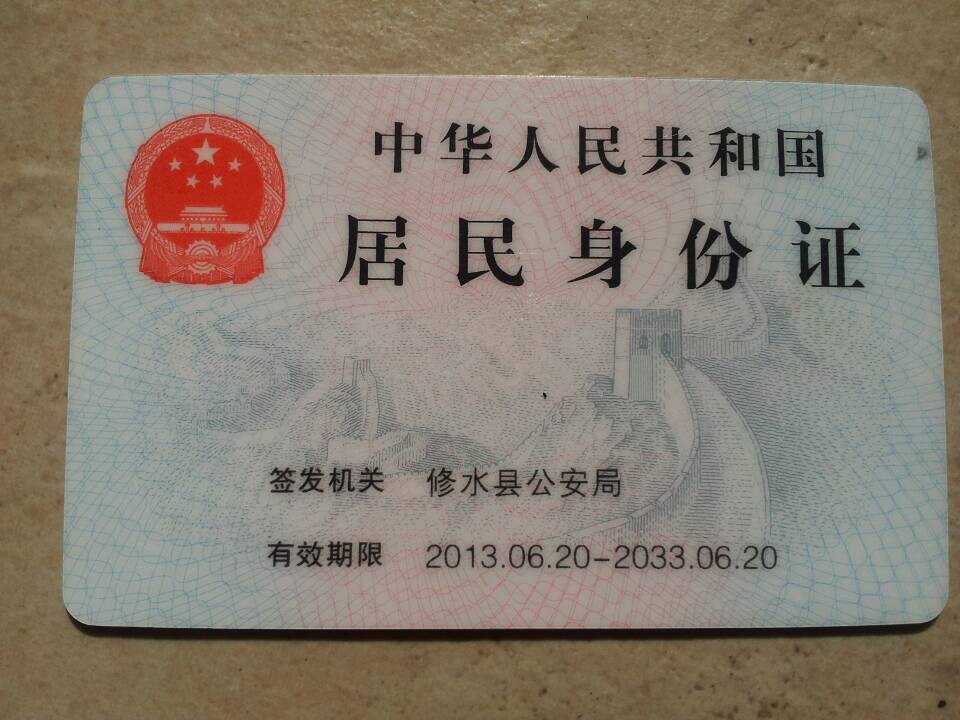 中华人民共和国
居民身份证
签发机关 修水县公安局
有效期限 2013.06.20-2033.06.20